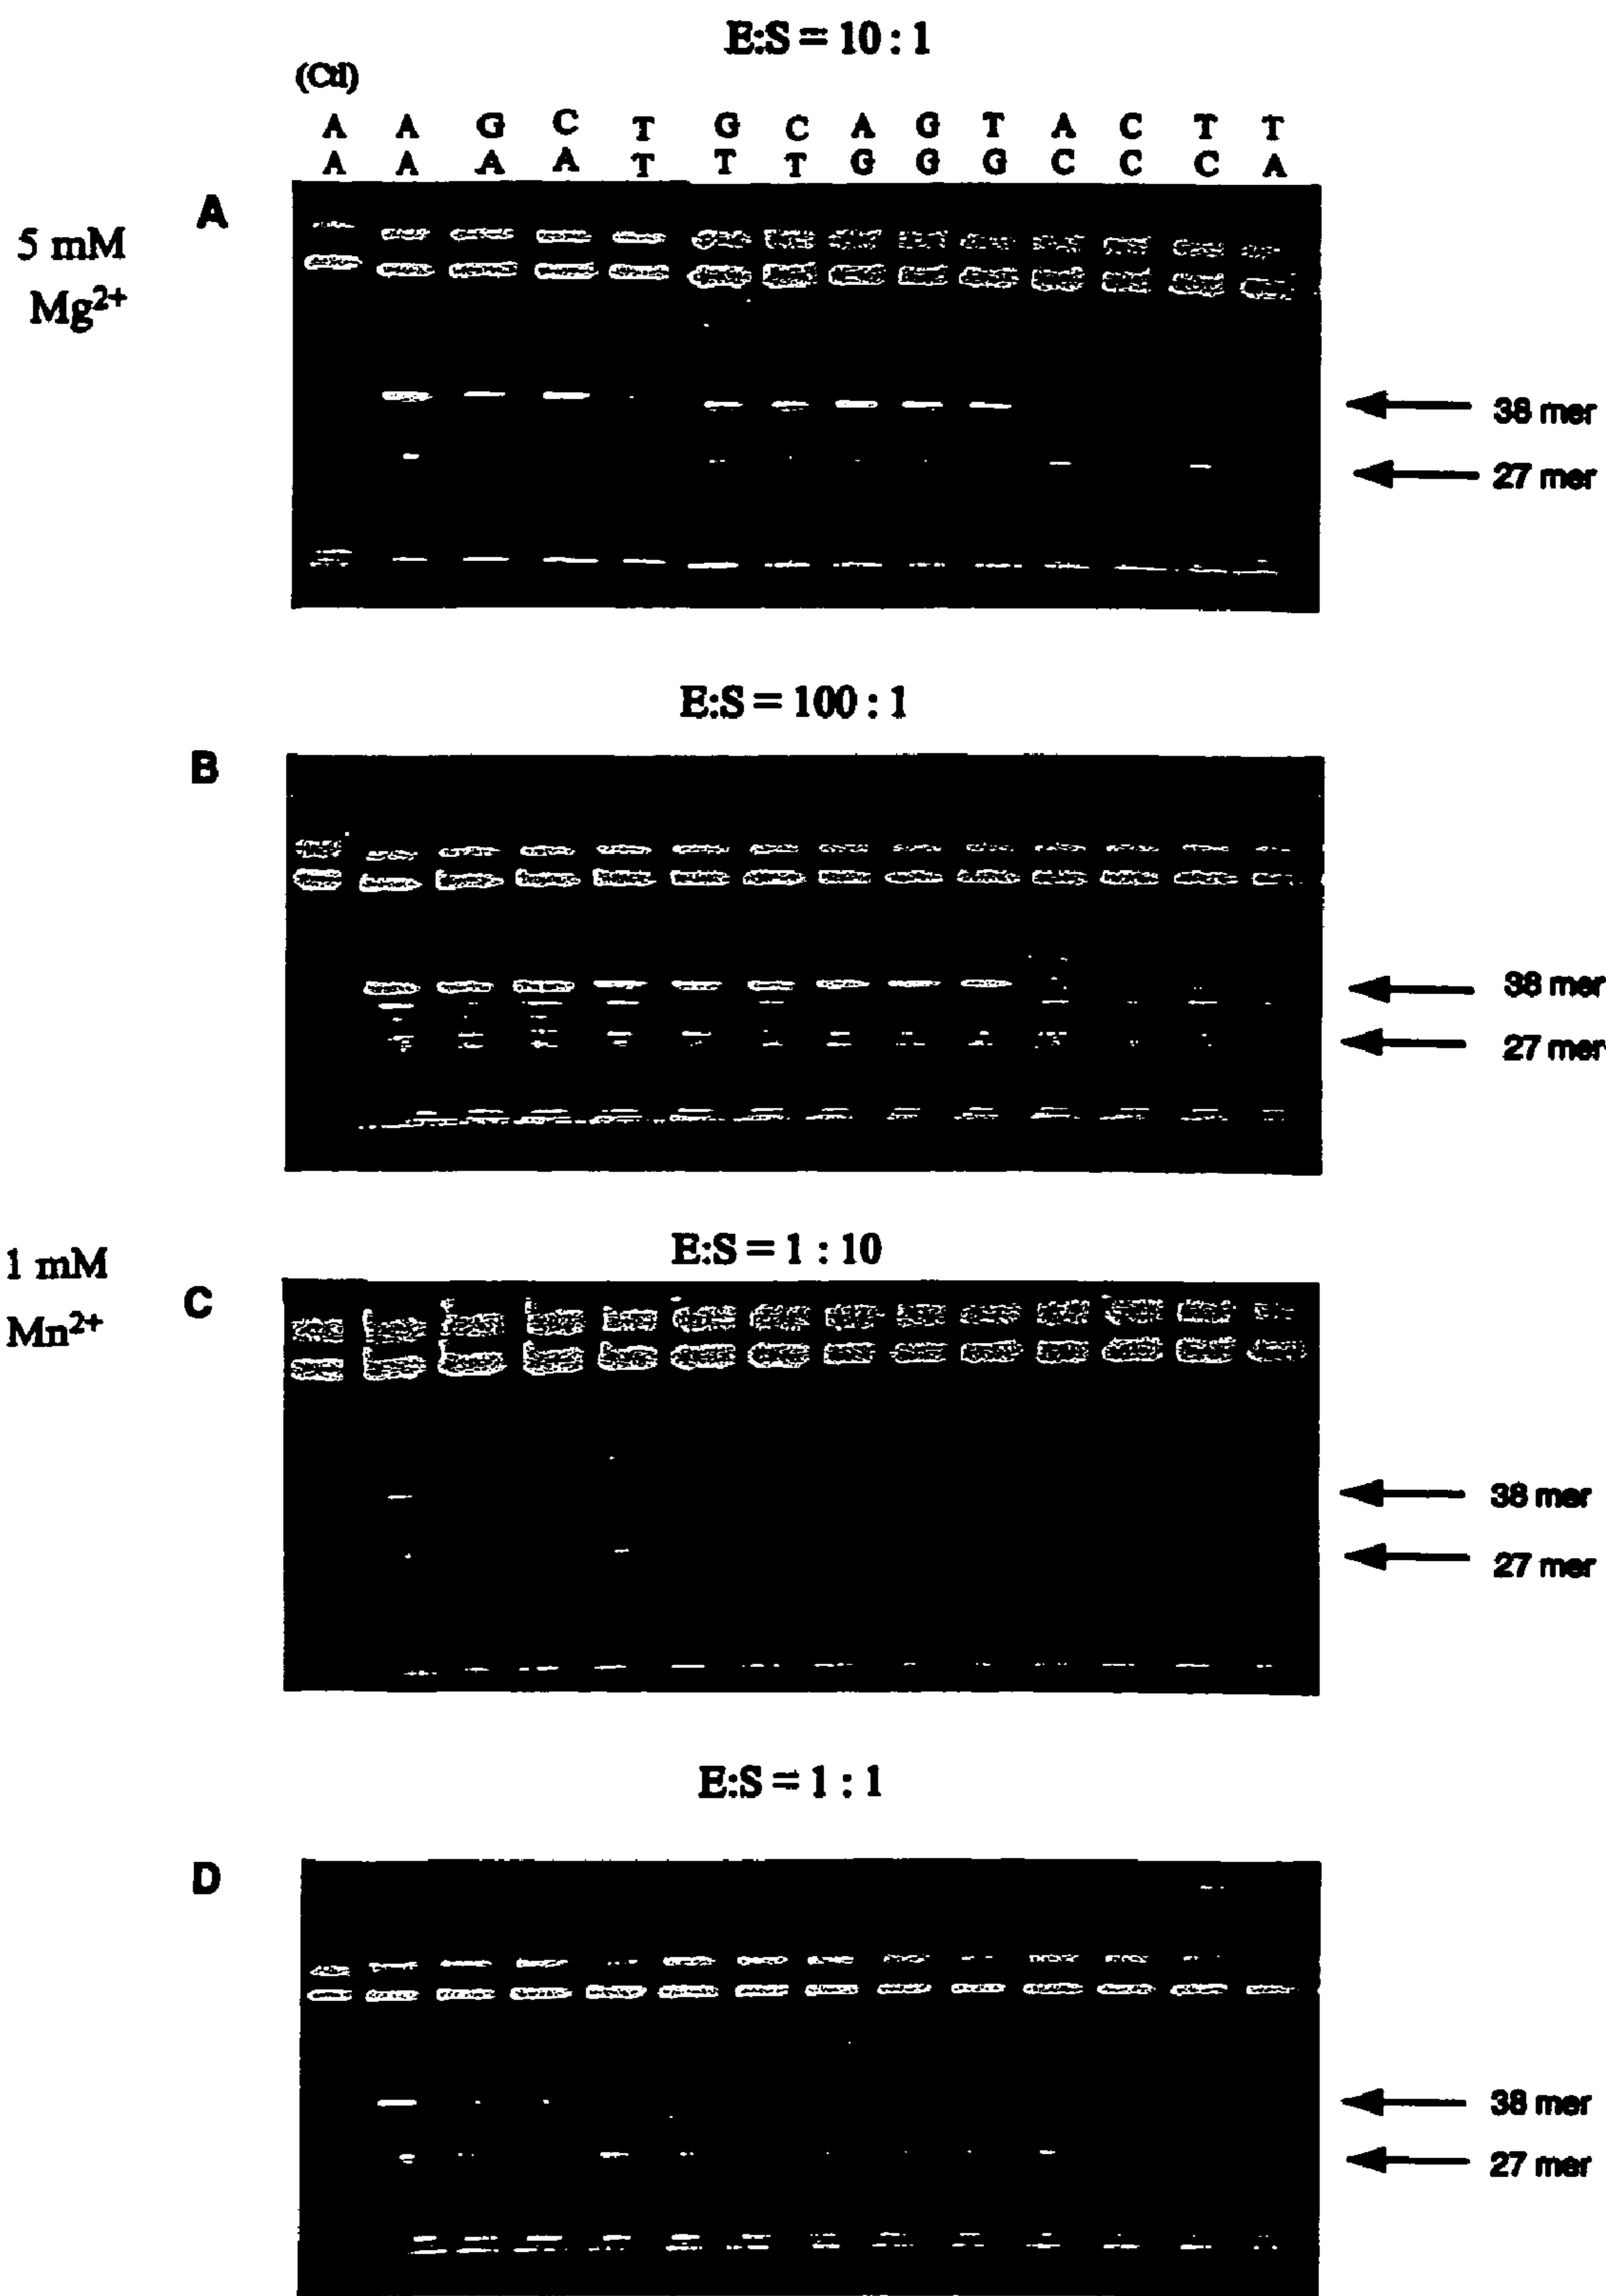 E:S = 10 : 1
(Ctl)
A A G C T G C A G T A C T T
A A A A T T T G G G C C C A
A
5 mM
Mg2+
38 mer
27 mer
E:S = 100 : 1
B
38 mer
27 mer
E:S = 1 : 10
1 mM
C
Mn2+
38 mer
27 mer
E:S = 1 : 1
D
38 mer
27 mer